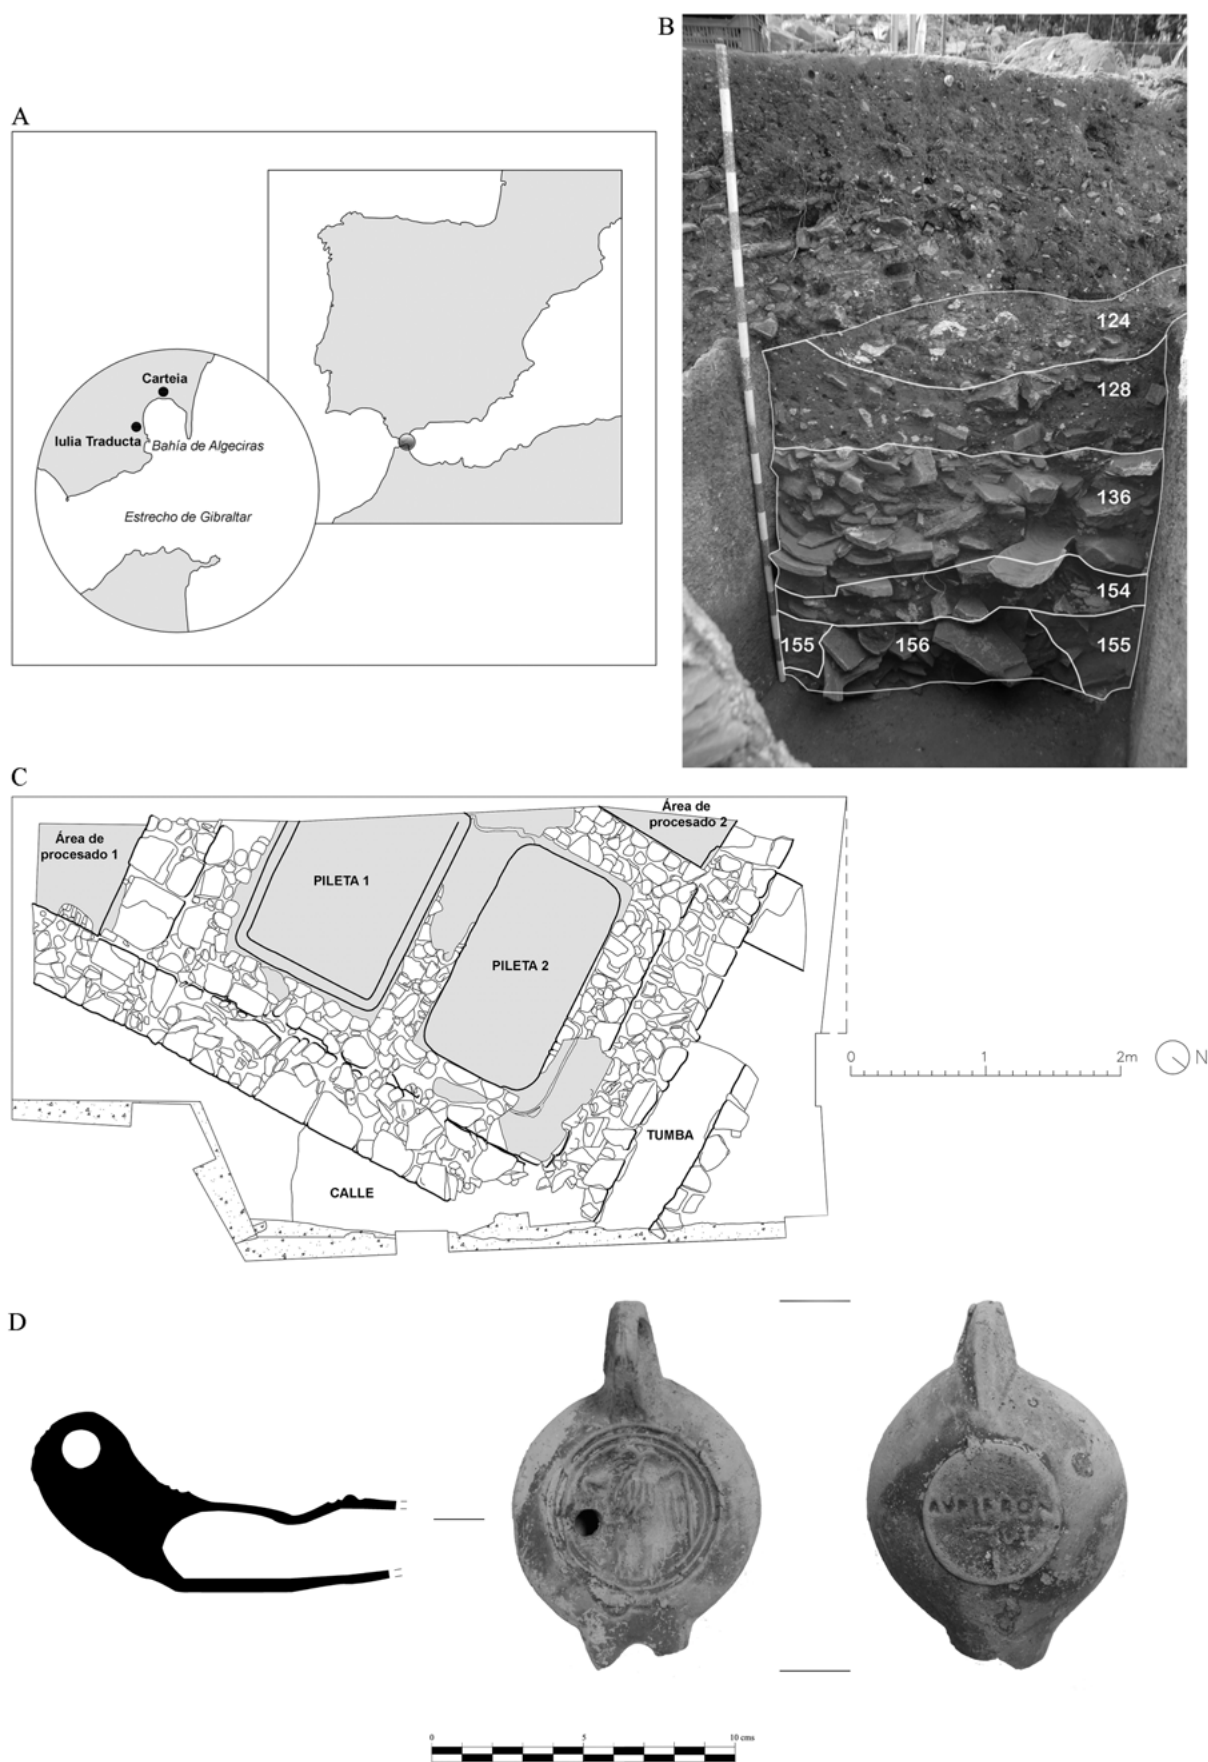 A
Carteia
Iulia Traducta
Bahía de Algeciras
Estrecho de Gibraltar
B
124
128
136
154
155
156
155
C
Área de
procesado 1
PILETA 1
Área de
procesado 2
PILETA 2
TUMBA
CALLE
0 1 2m
N
D
0 5 10 cms